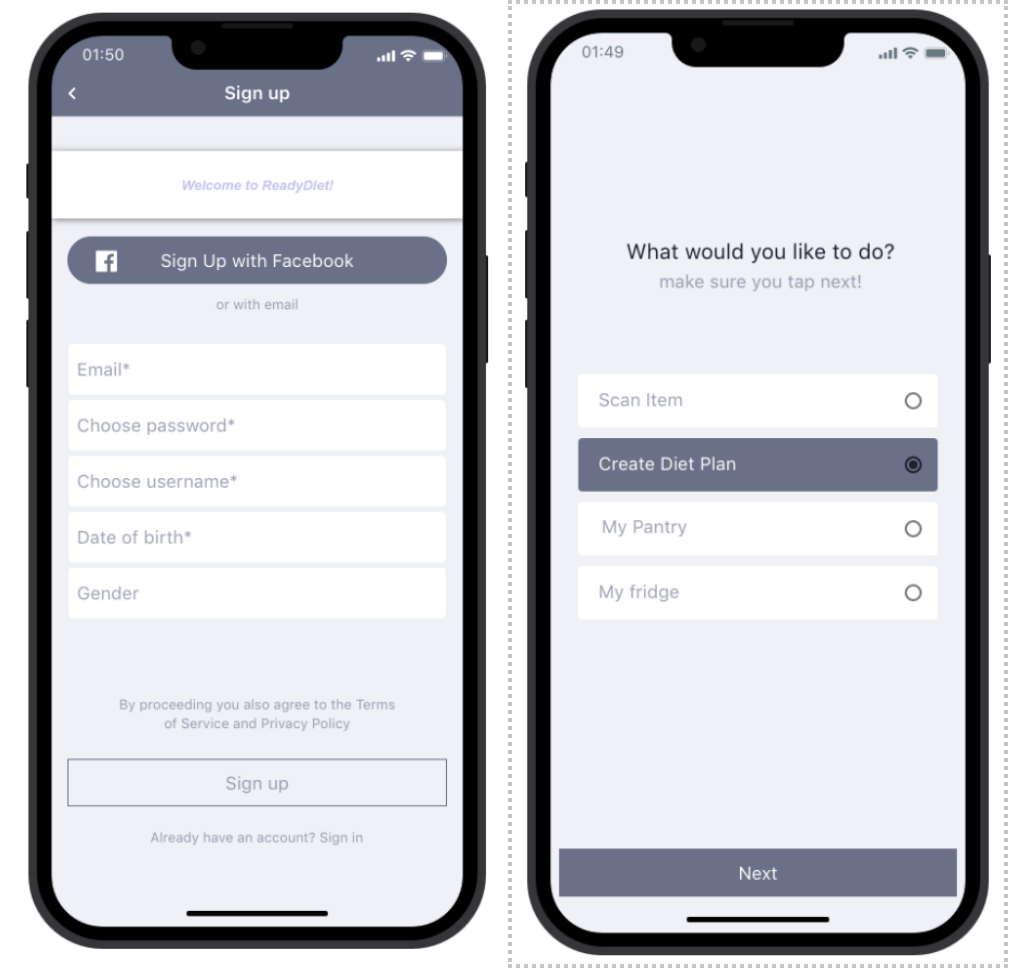 01:50
Sign up
Welcome to ReadyDiet!
Sign Up with Facebook
or with email
Email*
Choose password*
Choose username*
Date of birth*
Gender
By proceeding you also agree to the Terms
of Service and Privacy Policy
Sign up
Already have an account? Sign in
01:49
What would you like to do?
make sure you tap next!
Scan Item
Create Diet Plan
My Pantry
My fridge
Next